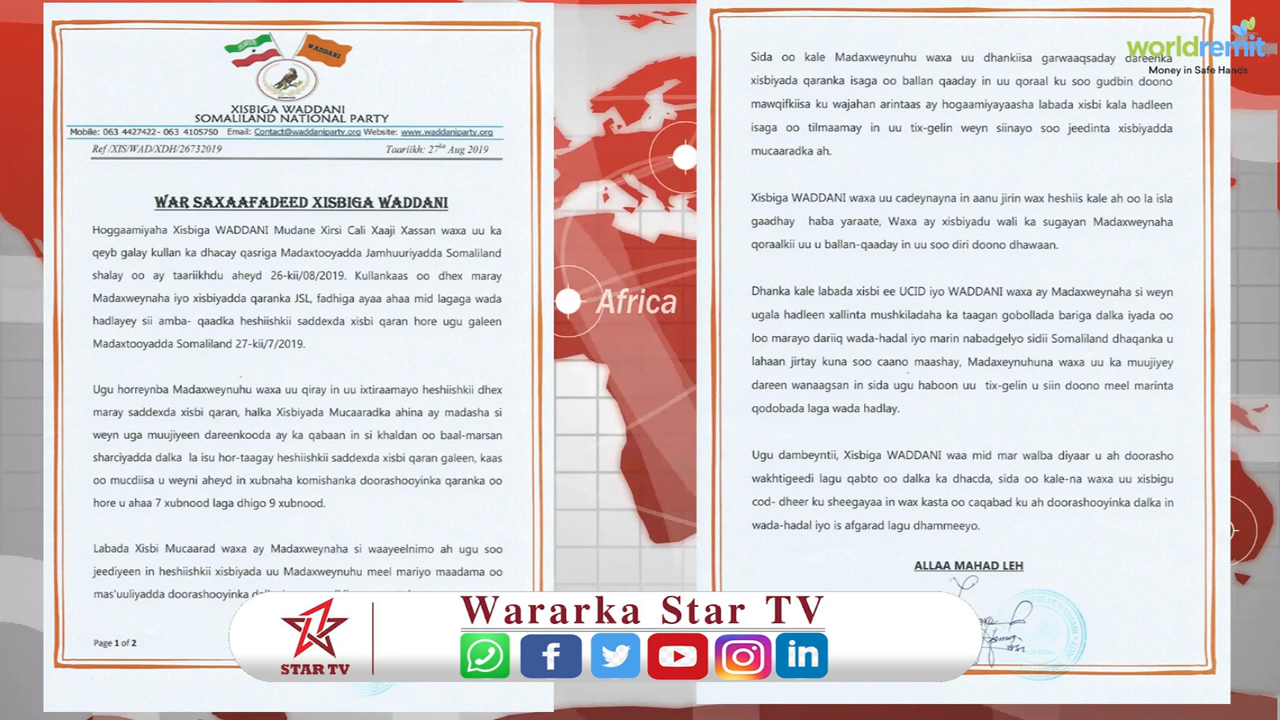 WADDANI
XISBIGA WADDANI
SOMALILAND NATIONAL PARTY
Mobile: 063 4427422- 063 4105750 Email: Contact@waddaniparty.org Website: www.waddaniparty.org
Ref /XIS/WAD/XDH/26732019 Taariikh: 27ka Aug 2019
WAR SAXAAFADEED XISBIGA WADDANI
Hoggaamiyaha Xisbiga WADDANI Mudane Xirsi Cali Xaaji Xassan waxa uu ka
qeyb galay kullan ka dhacay qasriga Madaxtooyadda Jamhuuriyadda Somaliland
shalay oo ay taariikhdu aheyd 26-kii/08/2019. Kullankaas oo dhex maray
Madaxweynaha iyo xisbiyadda qaranka JSL, fadhiga ayaa ahaa mid lagaga wada
hadlayey sii amba- qaadka heshiishkii saddexda xisbi qaran hore ugu galeen
Madaxtooyadda Somaliland 27-kii/7/2019.
Ugu horreynba Madaxweynuhu waxa uu qiray in uu ixtiraamayo heshiishkii dhex
maray saddexda xisbi qaran, halka Xisbiyada Mucaaradka ahina ay madasha si
weyn uga muujiyeen dareenkooda ay ka qabaan in si khaldan oo baal-marsan
sharciyadda dalka la isu hor-taagay heshiishkii saddexda xisbi qaran galeen, kaas
oo mucdiisa u weyni aheyd in xubnaha komishanka doorashooyinka qaranka oo
hore u ahaa 7 xubnood laga dhigo 9 xubnood.
Labada Xisbi Mucaarad waxa ay Madaxweynaha si waayeelnimo ah ugu soo
jeediyeen in heshiishkii xisbiyada uu Madaxweynuhu meel mariyo maadama oo
mas'uuliyadda doorashooyinka
Page 1 of 2
Sida oo kale Madaxweynuhu waxa uu dhankiisa garwaaqsaday dareenka
xisbiyada qaranka isaga oo ballan qaaday in uu qoraal ku soo gudbin doono
mawqifkiisa ku wajahan arintaas ay hogaamiyayaasha labada xisbi kala hadleen
isaga oo tilmaamay in uu tix-gelin weyn siinayo soo jeedinta xisbiyadda
mucaaradka ah.
Xisbiga WADDANI waxa uu cadeynayna in aanu jirin wax heshiis kale ah oo la isla
gaadhay haba yaraate, Waxa ay xisbiyadu wali ka sugayan Madaxweynaha
qoraalkii uu u ballan-qaaday in uu soo diri doono dhawaan.
Dhanka kale labada xisbi ee UCID iyo WADDANI waxa ay Madaxweynaha si weyn
ugala hadleen xallinta mushkiladaha ka taagan gobollada bariga dalka iyada oo
loo marayo dariiq wada-hadal iyo marin nabadgelyo sidii Somaliland dhaqanka u
lahaan jirtay kuna soo caano maashay, Madaxeynuhuna waxa uu ka muujiyey
dareen wanaagsan in sida ugu haboon uu tix-gelin u siin doono meel marinta
qodobada laga wada hadlay.
Ugu dambeyntii, Xisbiga WADDANI waa mid mar walba diyaar u ah doorasho
wakhtigeedi lagu qabto oo dalka ka dhacda, sida oo kale-na waxa uu xisbigu
cod- dheer ku sheegayaa in wax kasta oo caqabad ku ah doorashooyinka dalka in
wada-hadal iyo is afgarad lagu dhammeeyo.
ALLAA MAHAD LEH
worldremit
Money in Safe Hands
Africa
STAR TV
Wararka Star TV